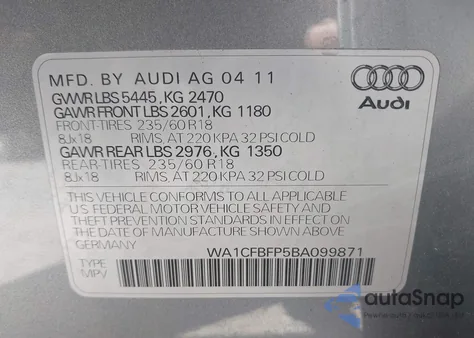 MFD. BY AUDI AG 04 11
GVWR LBS 5445, KG 2470
GAWR FRONT LBS 2601, KG 1180
FRONT-TIRES 235/60 R18
8Jx18 RIMS, AT 220 KPA 32 PSI COLD
GAWR REAR LBS 2976, KG 1350
REAR-TIRES 235/60 R18
8Jx18 RIMS, AT 220 KPA 32 PSI COLD
Audi
THIS VEHICLE CONFORMS TO ALL APPLICABLE
U.S. FEDERAL MOTOR VEHICLE SAFETY AND
THEFT PREVENTION STANDARDS IN EFFECT ON
THE DATE OF MANUFACTURE SHOWN ABOVE
GERMANY WA1CFBFP5BA099871
TYPE
MPV
autaSnap